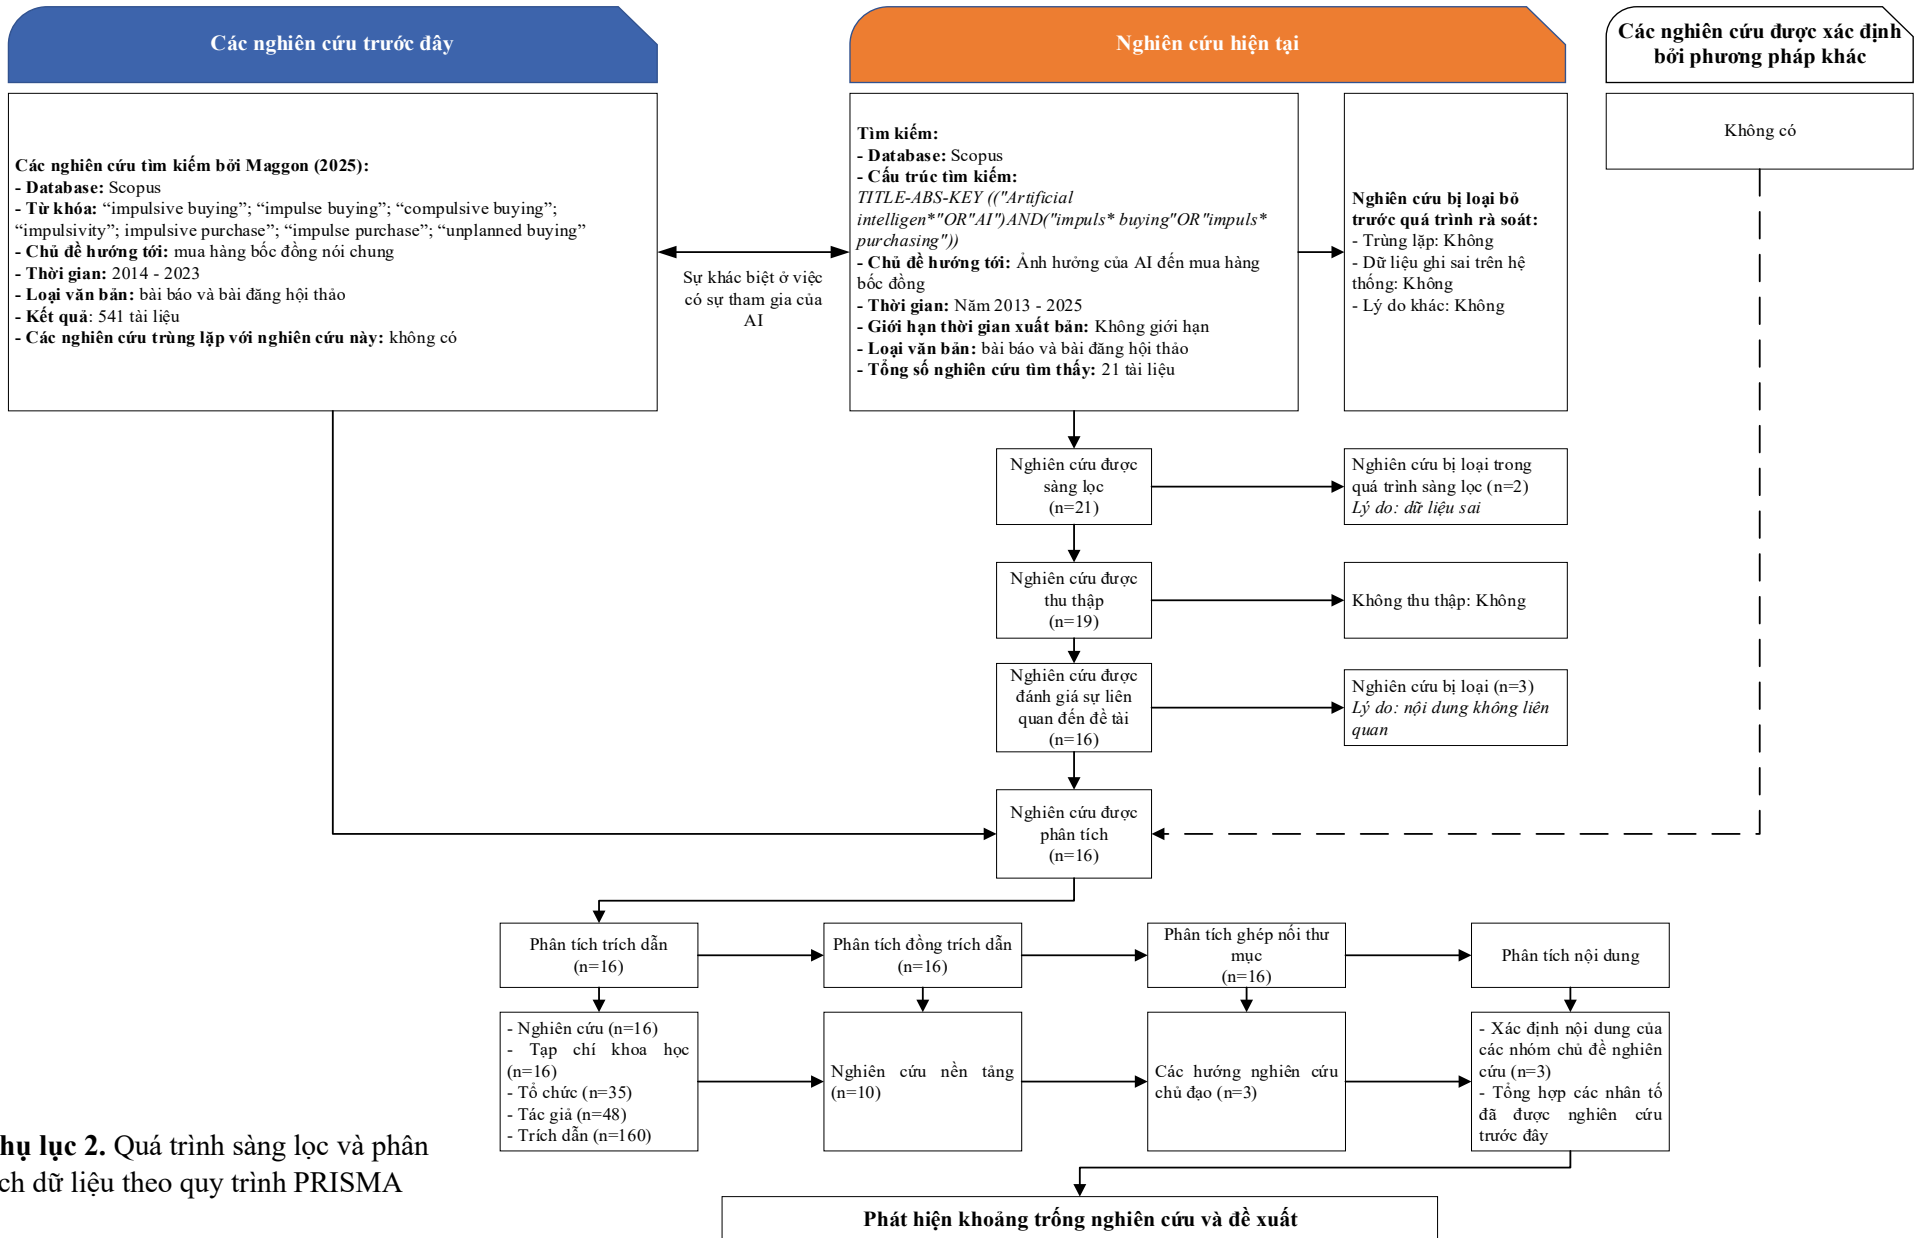 Các nghiên cứu trước đây
Các nghiên cứu tìm kiếm bởi Maggon (2025):
- Database: Scopus
- Từ khóa: “impulsive buying”; “impulse buying”; “compulsive buying”;
“impulsivity”; impulsive purchase”; “impulse purchase”; “unplanned buying”
- Chủ đề hướng tới: mua hàng bốc đồng nói chung
- Thời gian: 2014 - 2023
- Loại văn bản: bài báo và bài đăng hội thảo
- Kết quả: 541 tài liệu
- Các nghiên cứu trùng lặp với nghiên cứu này: không có
Sự khác biệt ở việc
có sự tham gia của
AI
Nghiên cứu hiện tại
Tìm kiếm:
- Database: Scopus
- Cấu trúc tìm kiếm:
TITLE-ABS-KEY (("Artificial
intelligen*"OR"AI")AND("impuls* buying"OR"impuls*
purchasing"))
- Chủ đề hướng tới: Ảnh hưởng của AI đến mua hàng
bốc đồng
- Thời gian: Năm 2013 - 2025
- Giới hạn thời gian xuất bản: Không giới hạn
- Loại văn bản: bài báo và bài đăng hội thảo
- Tổng số nghiên cứu tìm thấy: 21 tài liệu
Nghiên cứu bị loại bỏ
trước quá trình rà soát:
- Trùng lặp: Không
- Dữ liệu ghi sai trên hệ
thống: Không
- Lý do khác: Không
Các nghiên cứu được xác định
bởi phương pháp khác
Không có
Nghiên cứu được
sàng lọc
(n=21)
Nghiên cứu bị loại trong
quá trình sàng lọc (n=2)
Lý do: dữ liệu sai
Nghiên cứu được
thu thập
(n=19)
Không thu thập: Không
Nghiên cứu được
đánh giá sự liên
quan đến đề tài
(n=16)
Nghiên cứu bị loại (n=3)
Lý do: nội dung không liên
quan
Nghiên cứu được
phân tích
(n=16)
Phân tích trích dẫn
(n=16)
Phân tích đồng trích dẫn
(n=16)
Phân tích ghép nối thư
mục
(n=16)
Phân tích nội dung
- Nghiên cứu (n=16)
- Tạp chí khoa học
(n=16)
- Tổ chức (n=35)
- Tác giả (n=48)
- Trích dẫn (n=160)
Nghiên cứu nền tảng
(n=10)
Các hướng nghiên cứu
chủ đạo (n=3)
- Xác định nội dung của
các nhóm chủ đề nghiên
cứu (n=3)
- Tổng hợp các nhân tố
đã được nghiên cứu
trước đây
Phát hiện khoảng trống nghiên cứu và đề xuất
hụ lục 2. Quá trình sàng lọc và phân
ch dữ liệu theo quy trình PRISMA